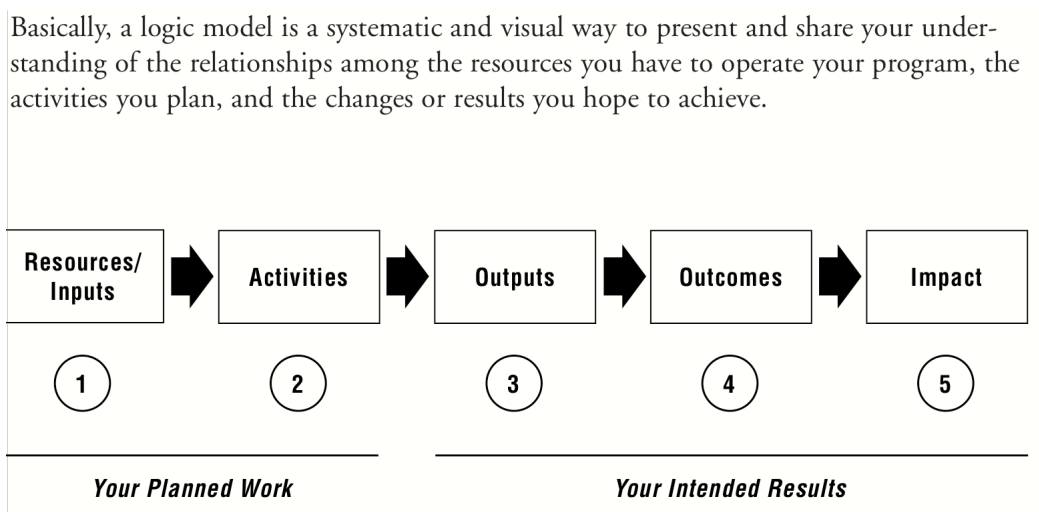 Basically, a logic model is a systematic and visual way to present and share your under-
standing of the relationships among the resources you have to operate your program, the
activities you plan, and the changes or results you hope to achieve.
Resources/
Inputs
Activities
Outputs
Outcomes
Impact
1
2
3
4
5
Your Planned Work
Your Intended Results